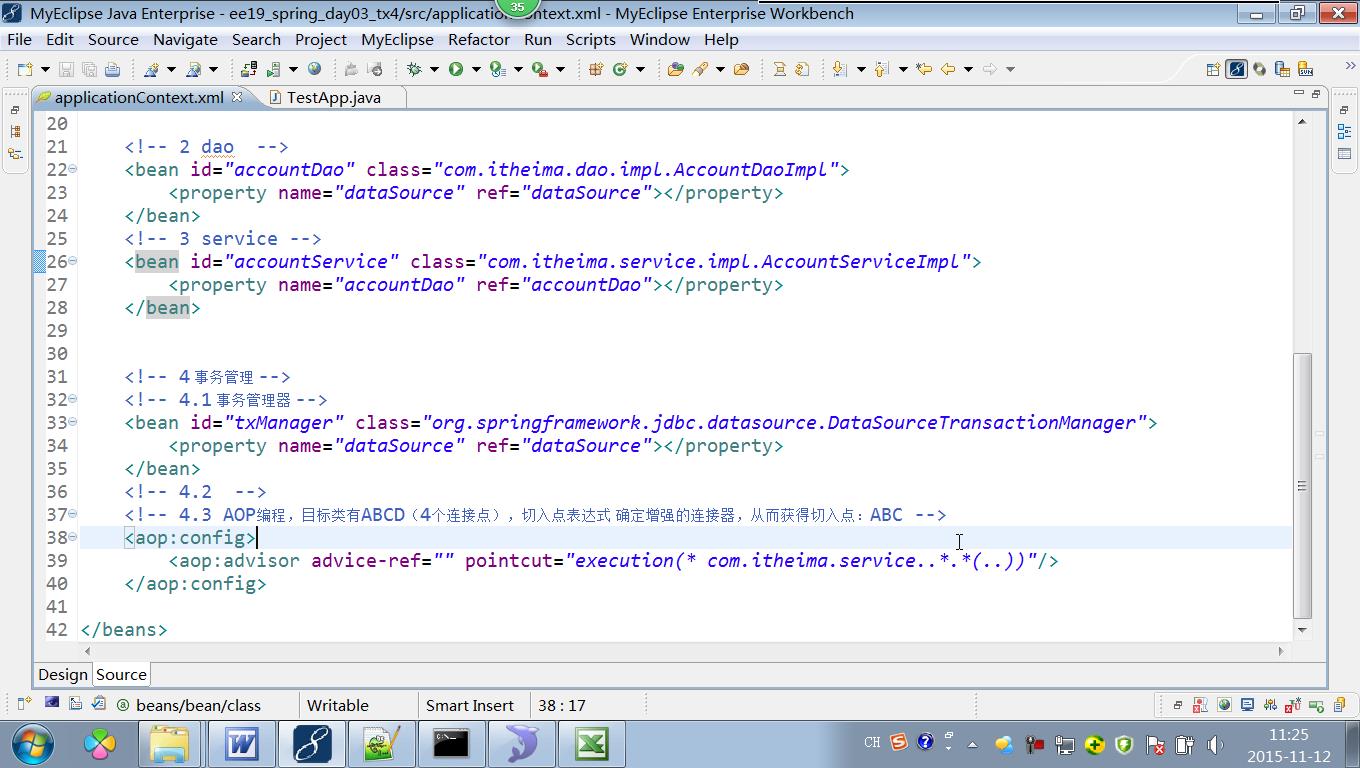 MyEclipse Java Enterprise - ee19_spring_day03_tx4/src/applicationContext.xml - MyEclipse Enterprise Workbench
35
File Edit Source Navigate Search Project MyEclipse Refactor Run Scripts Window Help
applicationContext.xml TestApp.java
20
21 <!-- 2 dao  -->
22 <bean id="accountDao" class="com.itheima.dao.impl.AccountDaoImpl">
23 <property name="dataSource" ref="dataSource"></property>
24 </bean>
25 <!-- 3 service -->
26 <bean id="accountService" class="com.itheima.service.impl.AccountServiceImpl">
27 <property name="accountDao" ref="accountDao"></property>
28 </bean>
29
30
31 <!-- 4 事务管理 -->
32 <!-- 4.1 事务管理器 -->
33 <bean id="txManager" class="org.springframework.jdbc.datasource.DataSourceTransactionManager">
34 <property name="dataSource" ref="dataSource"></property>
35 </bean>
36 <!-- 4.2  -->
37 <!-- 4.3 AOP编程，目标类有ABCD（4个连接点），切入点表达式 确定增强的连接器，从而获得切入点：ABC -->
38 <aop:config>
39 <aop:advisor advice-ref="" pointcut="execution(* com.itheima.service..*.*(..))"/>
40 </aop:config>
41
42 </beans>
Design Source
beans/bean/class Writable Smart Insert 38 : 17
CH 11:25
2015-11-12